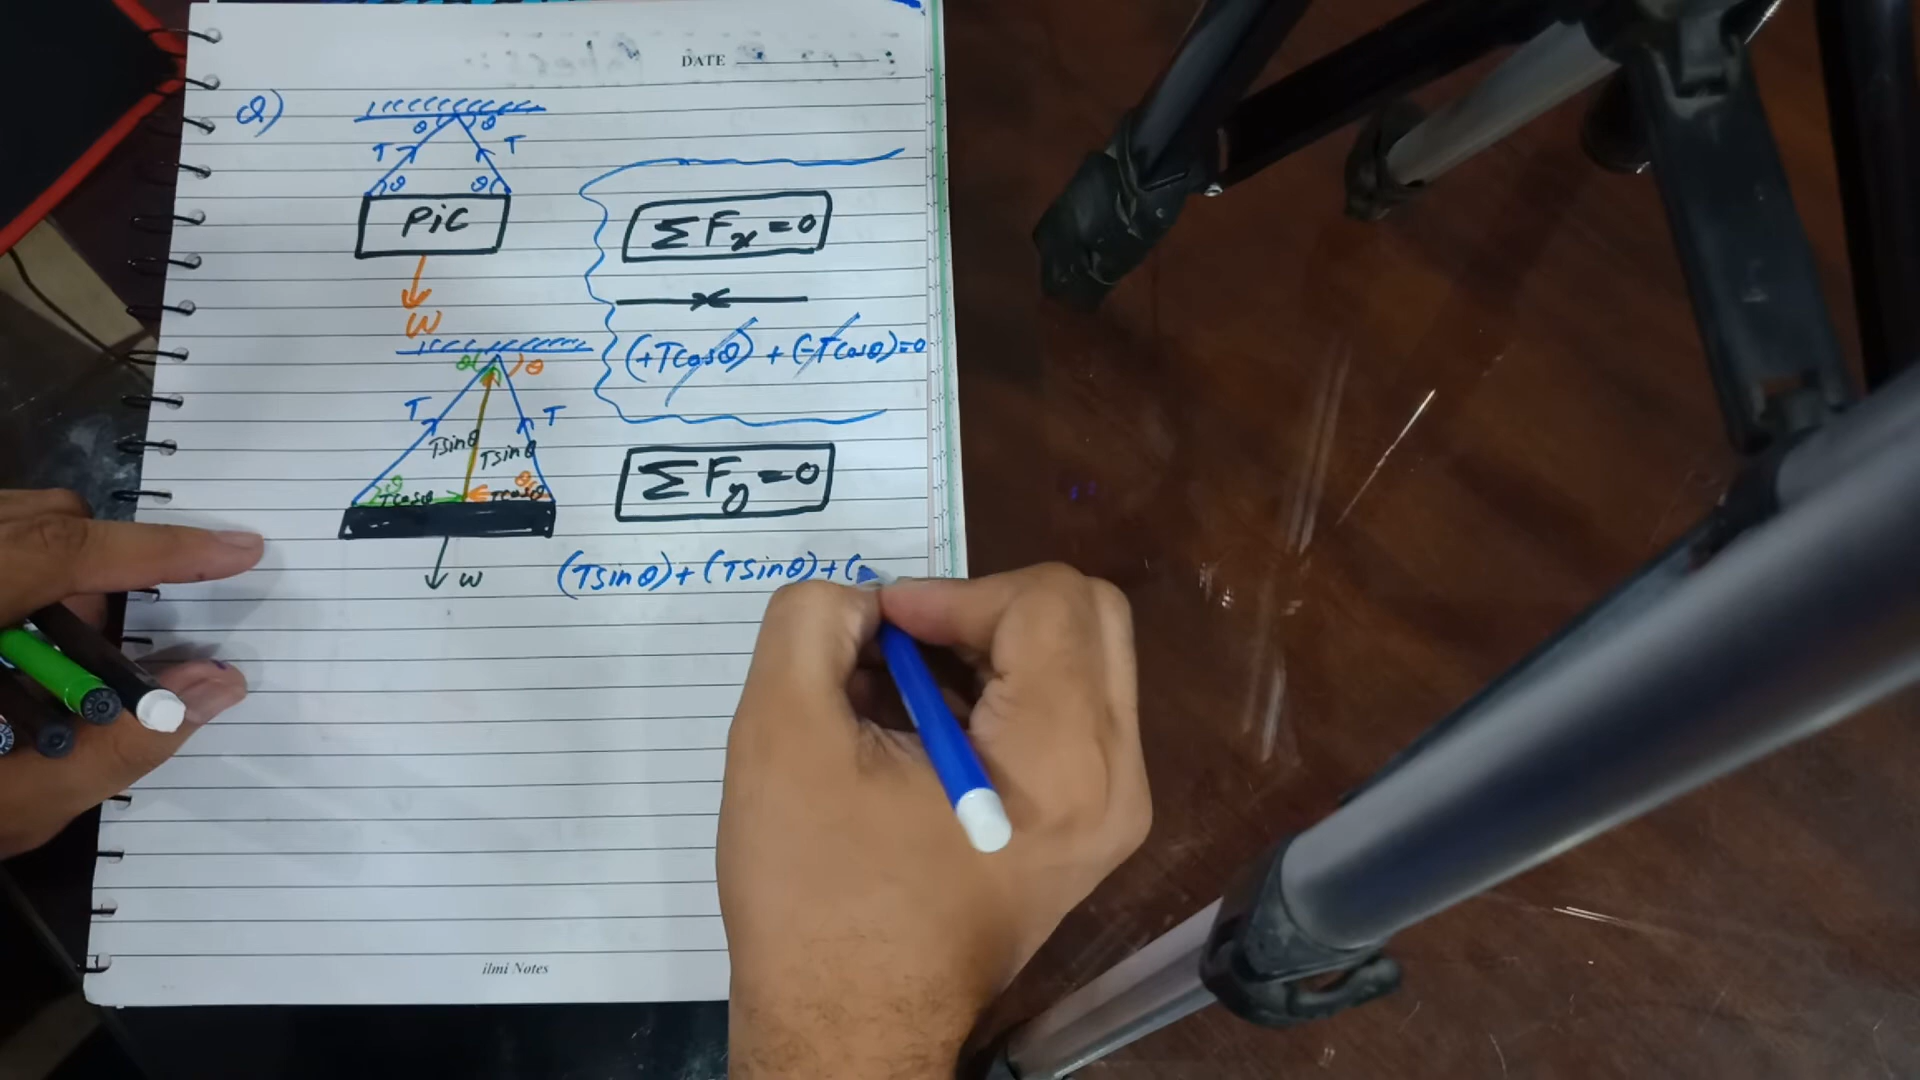 DATE
Q)
θ θ
T T
θ θ
PiC
W
ΣFx=0
(+Tcosθ) + (-Tcosθ)=0
θ θ
T T
Tsinθ Tsinθ
θ θ
Tcosθ Tcosθ
W
ΣFy=0
(Tsinθ)+(Tsinθ)+(
ilmi Notes